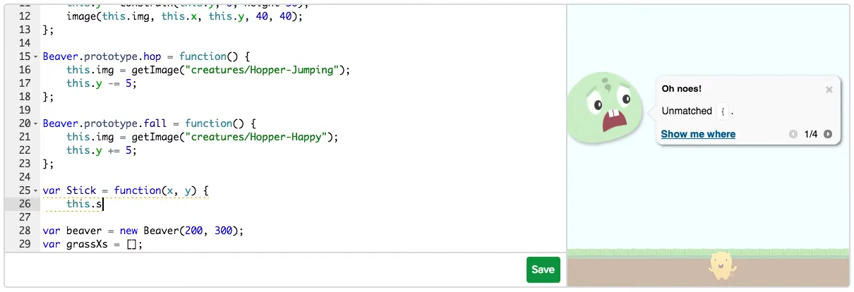 12 image(this.img, this.x, this.y, 40, 40);
13 };
14
15 Beaver.prototype.hop = function() {
16 this.img = getImage("creatures/Hopper-Jumping");
17 this.y -= 5;
18 };
19
20 Beaver.prototype.fall = function() {
21 this.img = getImage("creatures/Hopper-Happy");
22 this.y += 5;
23 };
24
25 var Stick = function(x, y) {
26 this.s
27
28 var beaver = new Beaver(200, 300);
29 var grassXs = [];
Save
Oh noes!
Unmatched { .
Show me where
1/4